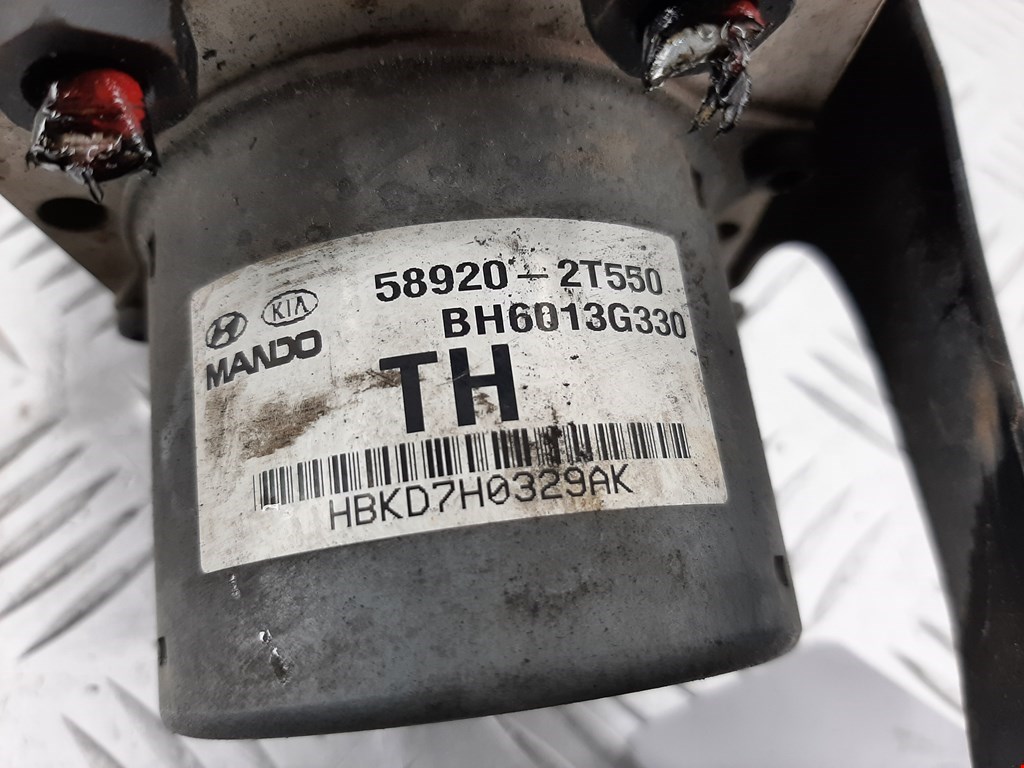 58920-2T550
KIA
BH6013G330
MANDO
TH
HBKD7H0329AK